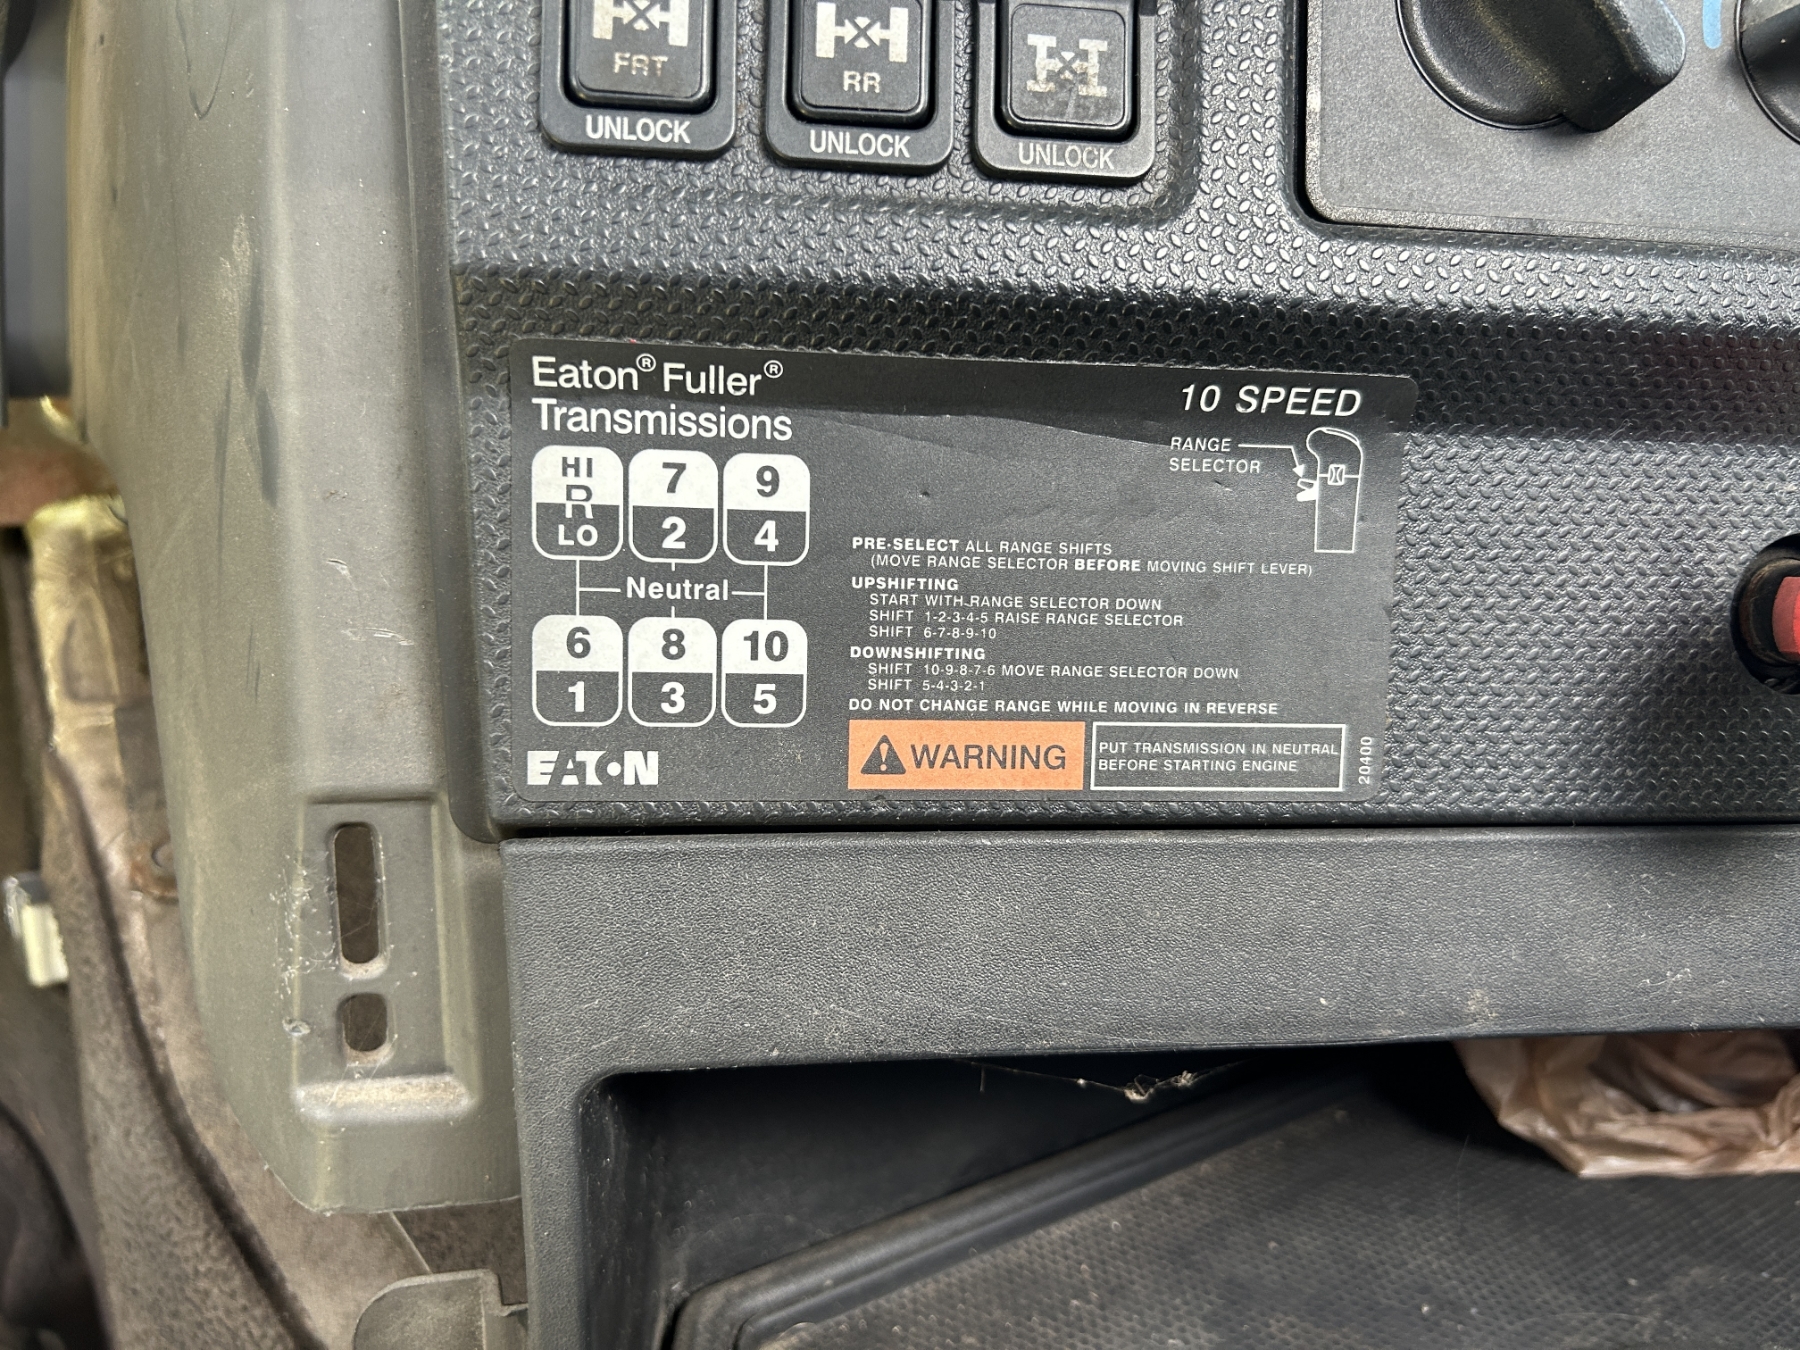 FRT
RR
UNLOCK
UNLOCK
UNLOCK
Eaton® Fuller®
Transmissions
10 SPEED
RANGE
SELECTOR
HI
R
LO
7
2
9
4
Neutral
6
1
8
3
10
5
PRE-SELECT ALL RANGE SHIFTS
(MOVE RANGE SELECTOR BEFORE MOVING SHIFT LEVER)
UPSHIFTING
START WITH RANGE SELECTOR DOWN
SHIFT 1-2-3-4-5 RAISE RANGE SELECTOR
SHIFT 6-7-8-9-10
DOWNSHIFTING
SHIFT 10-9-8-7-6 MOVE RANGE SELECTOR DOWN
SHIFT 5-4-3-2-1
DO NOT CHANGE RANGE WHILE MOVING IN REVERSE
EATON
WARNING
PUT TRANSMISSION IN NEUTRAL
BEFORE STARTING ENGINE
20400